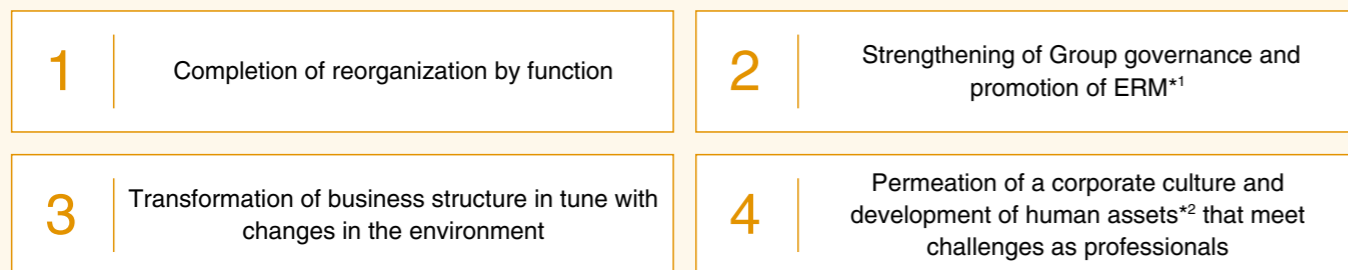 1
Completion of reorganization by function
2
Strengthening of Group governance and
promotion of ERM*1
3
Transformation of business structure in tune with
changes in the environment
4
Permeation of a corporate culture and
development of human assets*2 that meet
challenges as professionals